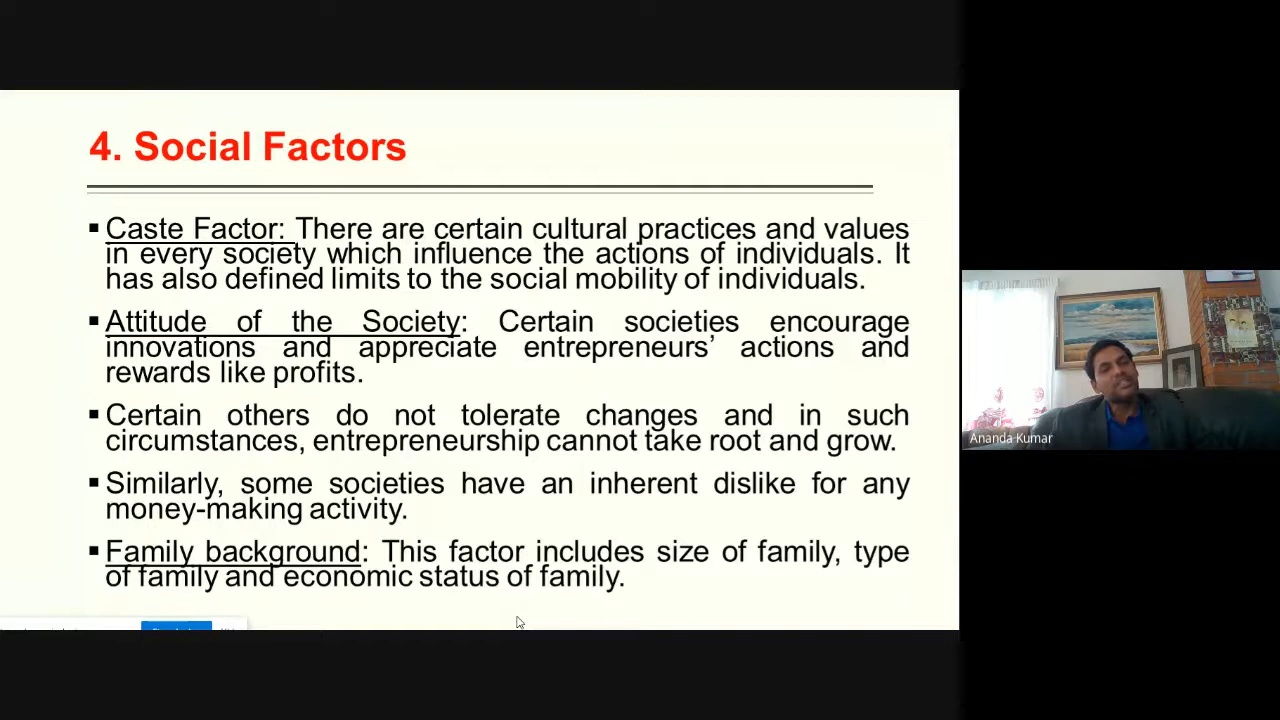 4. Social Factors
▪ Caste Factor: There are certain cultural practices and values
in every society which influence the actions of individuals. It
has also defined limits to the social mobility of individuals.
▪ Attitude of the Society: Certain societies encourage
innovations and appreciate entrepreneurs’ actions and
rewards like profits.
▪ Certain others do not tolerate changes and in such
circumstances, entrepreneurship cannot take root and grow.
▪ Similarly, some societies have an inherent dislike for any
money-making activity.
▪ Family background: This factor includes size of family, type
of family and economic status of family.
Ananda Kumar